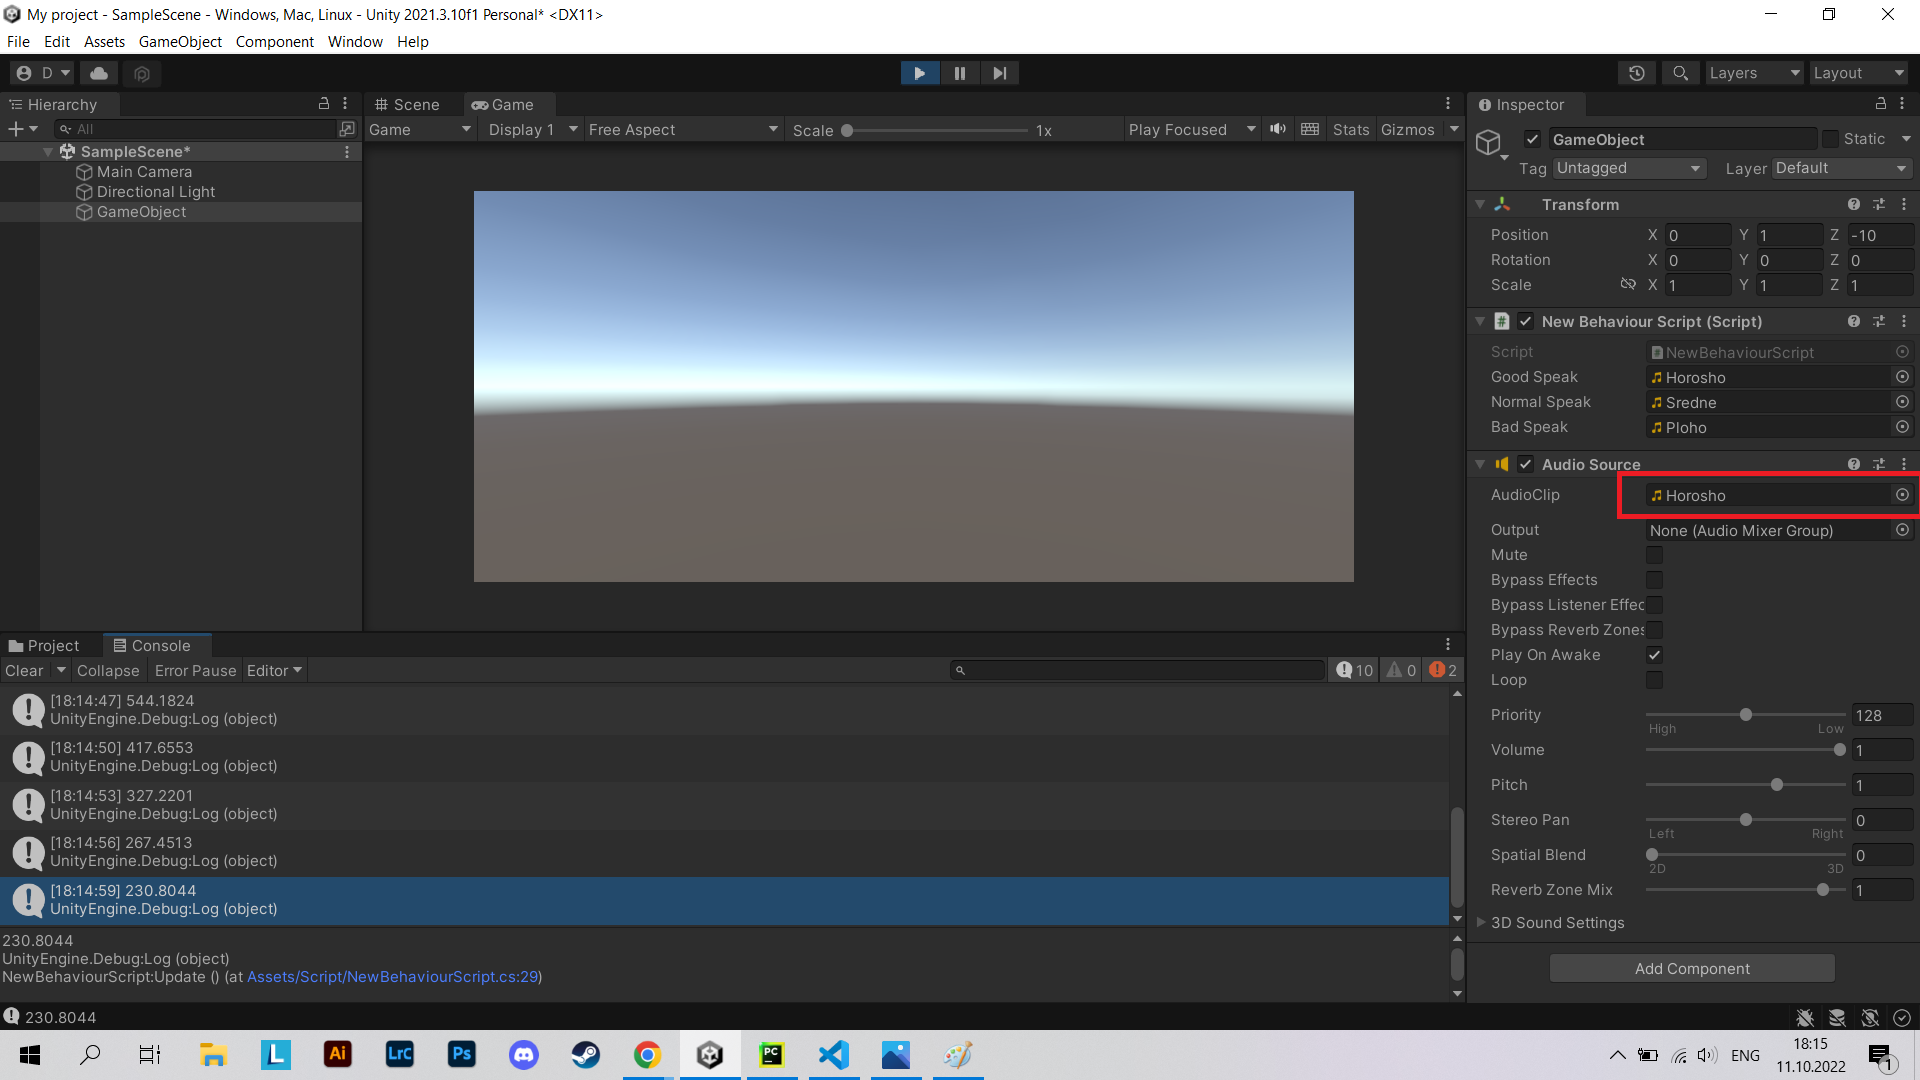 My project - SampleScene - Windows, Mac, Linux - Unity 2021.3.10f1 Personal* <DX11>
File Edit Assets GameObject Component Window Help
D Layers Layout
Hierarchy
All
SampleScene*
Main Camera
Directional Light
GameObject
Scene Game
Game Display 1 Free Aspect Scale 1x Play Focused Stats Gizmos
Inspector
GameObject Static
Tag Untagged Layer Default
Transform
Position X 0 Y 1 Z -10
Rotation X 0 Y 0 Z 0
Scale X 1 Y 1 Z 1
New Behaviour Script (Script)
Script NewBehaviourScript
Good Speak Horosho
Normal Speak Sredne
Bad Speak Ploho
Audio Source
AudioClip Horosho
Output None (Audio Mixer Group)
Mute
Bypass Effects
Bypass Listener Effec
Bypass Reverb Zones
Play On Awake
Loop
Priority 128
High Low
Volume 1
Pitch 1
Stereo Pan 0
Left Right
Spatial Blend 0
2D 3D
Reverb Zone Mix 1
3D Sound Settings
Add Component
Project Console
Clear Collapse Error Pause Editor 10 0 2
[18:14:47] 544.1824
UnityEngine.Debug:Log (object)
[18:14:50] 417.6553
UnityEngine.Debug:Log (object)
[18:14:53] 327.2201
UnityEngine.Debug:Log (object)
[18:14:56] 267.4513
UnityEngine.Debug:Log (object)
[18:14:59] 230.8044
UnityEngine.Debug:Log (object)
230.8044
UnityEngine.Debug:Log (object)
NewBehaviourScript:Update () (at Assets/Script/NewBehaviourScript.cs:29)
230.8044
L Ai LrC Ps PC ENG 18:15
11.10.2022
1